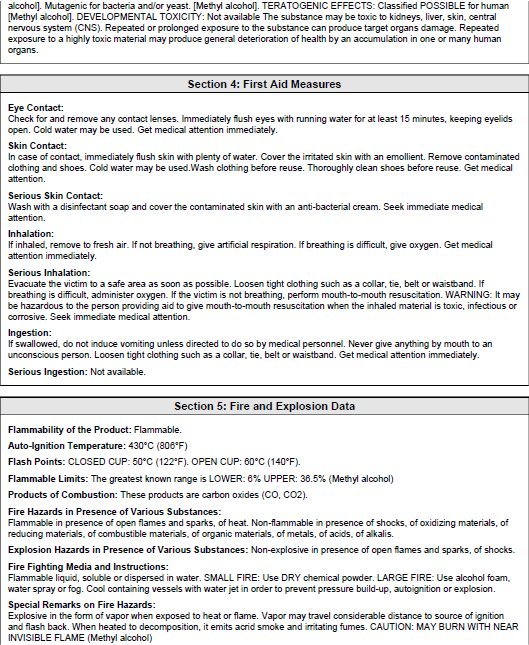 alcohol]. Mutagenic for bacteria and/or yeast. [Methyl alcohol]. TERATOGENIC EFFECTS: Classified POSSIBLE for human
[Methyl alcohol]. DEVELOPMENTAL TOXICITY: Not available The substance may be toxic to kidneys, liver, skin, central
nervous system (CNS). Repeated or prolonged exposure to the substance can produce target organs damage. Repeated
exposure to a highly toxic material may produce general deterioration of health by an accumulation in one or many human
organs.
Section 4: First Aid Measures
Eye Contact:
Check for and remove any contact lenses. Immediately flush eyes with running water for at least 15 minutes, keeping eyelids
open. Cold water may be used. Get medical attention immediately.
Skin Contact:
In case of contact, immediately flush skin with plenty of water. Cover the irritated skin with an emollient. Remove contaminated
clothing and shoes. Cold water may be used.Wash clothing before reuse. Thoroughly clean shoes before reuse. Get medical
attention.
Serious Skin Contact:
Wash with a disinfectant soap and cover the contaminated skin with an anti-bacterial cream. Seek immediate medical
attention.
Inhalation:
If inhaled, remove to fresh air. If not breathing, give artificial respiration. If breathing is difficult, give oxygen. Get medical
attention immediately.
Serious Inhalation:
Evacuate the victim to a safe area as soon as possible. Loosen tight clothing such as a collar, tie, belt or waistband. If
breathing is difficult, administer oxygen. If the victim is not breathing, perform mouth-to-mouth resuscitation. WARNING: It may
be hazardous to the person providing aid to give mouth-to-mouth resuscitation when the inhaled material is toxic, infectious or
corrosive. Seek immediate medical attention.
Ingestion:
If swallowed, do not induce vomiting unless directed to do so by medical personnel. Never give anything by mouth to an
unconscious person. Loosen tight clothing such as a collar, tie, belt or waistband. Get medical attention immediately.
Serious Ingestion: Not available.
Section 5: Fire and Explosion Data
Flammability of the Product: Flammable.
Auto-Ignition Temperature: 430°C (806°F)
Flash Points: CLOSED CUP: 50°C (122°F). OPEN CUP: 60°C (140°F).
Flammable Limits: The greatest known range is LOWER: 6% UPPER: 36.5% (Methyl alcohol)
Products of Combustion: These products are carbon oxides (CO, CO2).
Fire Hazards in Presence of Various Substances:
Flammable in presence of open flames and sparks, of heat. Non-flammable in presence of shocks, of oxidizing materials, of
reducing materials, of combustible materials, of organic materials, of metals, of acids, of alkalis.
Explosion Hazards in Presence of Various Substances: Non-explosive in presence of open flames and sparks, of shocks.
Fire Fighting Media and Instructions:
Flammable liquid, soluble or dispersed in water. SMALL FIRE: Use DRY chemical powder. LARGE FIRE: Use alcohol foam,
water spray or fog. Cool containing vessels with water jet in order to prevent pressure build-up, autoignition or explosion.
Special Remarks on Fire Hazards:
Explosive in the form of vapor when exposed to heat or flame. Vapor may travel considerable distance to source of ignition
and flash back. When heated to decomposition, it emits acrid smoke and irritating fumes. CAUTION: MAY BURN WITH NEAR
INVISIBLE FLAME (Methyl alcohol)